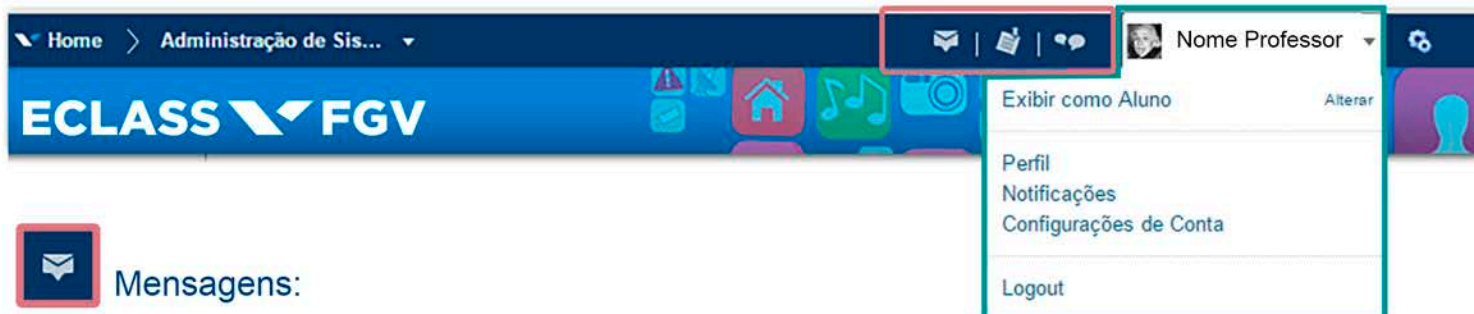 Home > Administração de Sis...
Nome Professor
ECLASS FGV
Exibir como Aluno Alterar
Perfil
Notificações
Configurações de Conta
Logout
Mensagens: